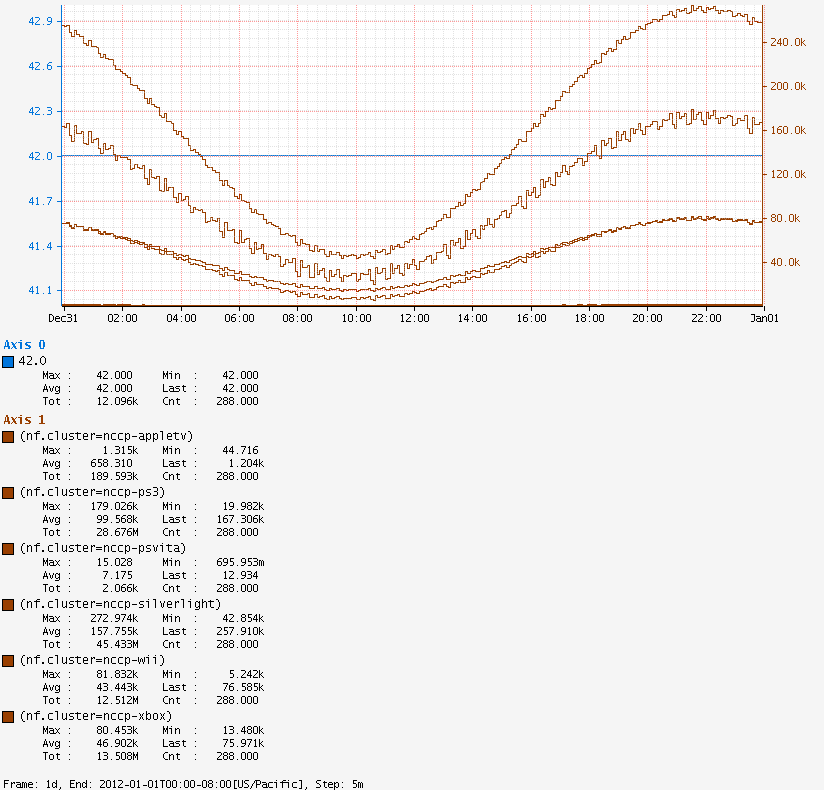 42.9
42.6
42.3
42.0
41.7
41.4
41.1
240.0k
200.0k
160.0k
120.0k
80.0k
40.0k
Dec31 02:00 04:00 06:00 08:00 10:00 12:00 14:00 16:00 18:00 20:00 22:00 Jan01
Axis 0
42.0
Max : 42.000 Min : 42.000
Avg : 42.000 Last : 42.000
Tot : 12.096k Cnt : 288.000
Axis 1
(nf.cluster=nccp-appletv)
Max : 1.315k Min : 44.716
Avg : 658.310 Last : 1.204k
Tot : 189.593k Cnt : 288.000
(nf.cluster=nccp-ps3)
Max : 179.026k Min : 19.982k
Avg : 99.568k Last : 167.306k
Tot : 28.676M Cnt : 288.000
(nf.cluster=nccp-psvita)
Max : 15.028 Min : 695.953m
Avg : 7.175 Last : 12.934
Tot : 2.066k Cnt : 288.000
(nf.cluster=nccp-silverlight)
Max : 272.974k Min : 42.854k
Avg : 157.755k Last : 257.910k
Tot : 45.433M Cnt : 288.000
(nf.cluster=nccp-wii)
Max : 81.832k Min : 5.242k
Avg : 43.443k Last : 76.585k
Tot : 12.512M Cnt : 288.000
(nf.cluster=nccp-xbox)
Max : 80.453k Min : 13.480k
Avg : 46.902k Last : 75.971k
Tot : 13.508M Cnt : 288.000
Frame: 1d, End: 2012-01-01T00:00-08:00[US/Pacific], Step: 5m